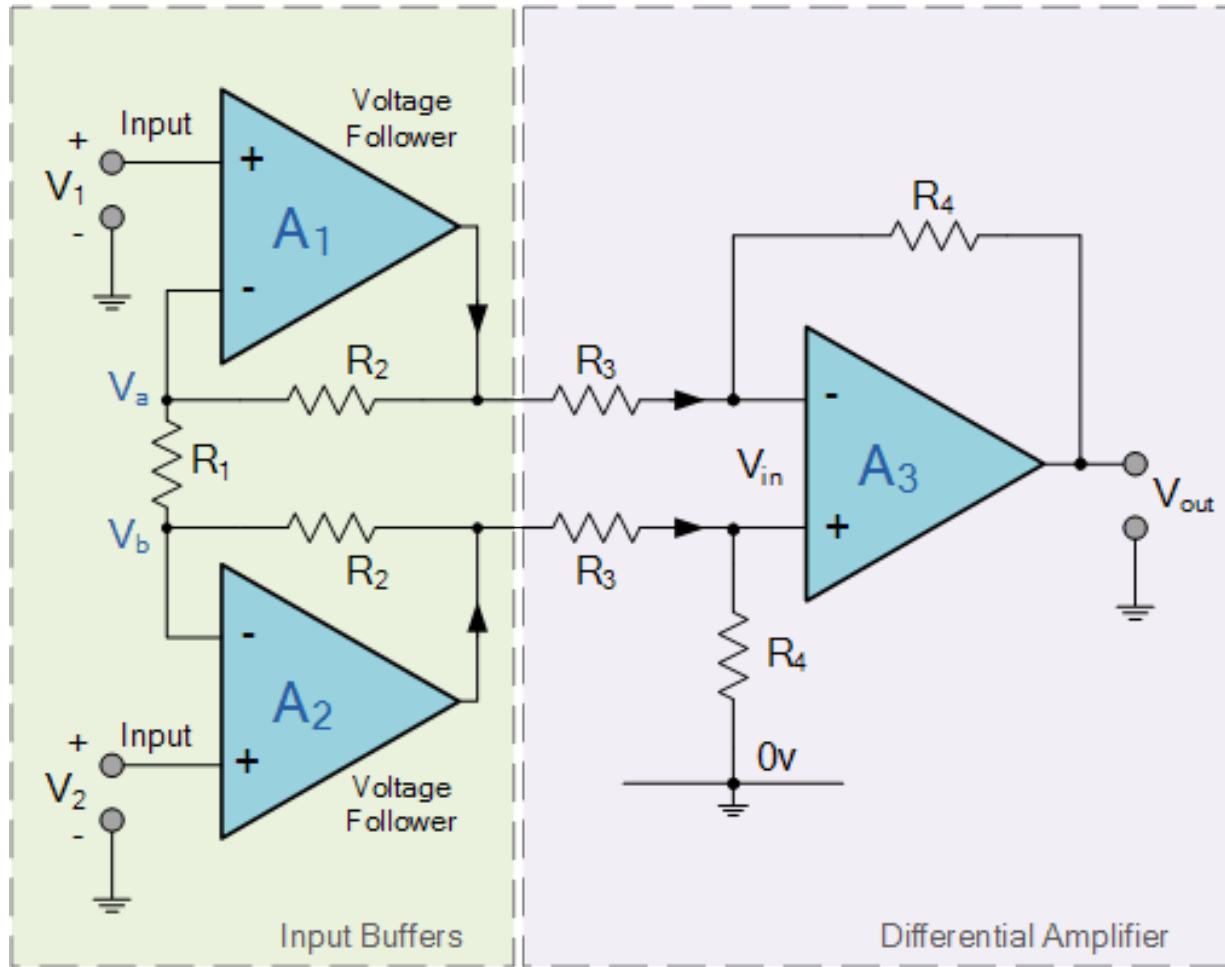 Voltage
Follower
+ Input
+
V1
A1
-
-
R4
R2
R3
Va
-
R1
Vin
A3
Vout
Vb
+
R2
R3
-
R4
A2
+ Input
+
0v
V2
Voltage
Follower
-
Input Buffers
Differential Amplifier